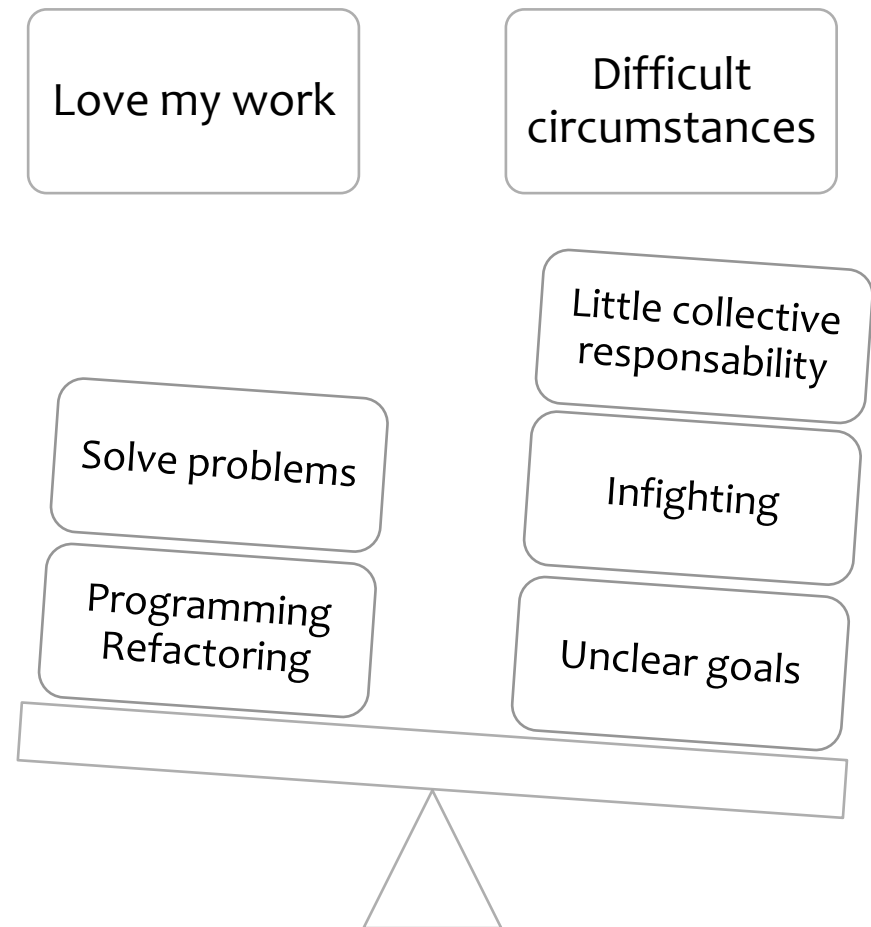 Love my work
Difficult
circumstances
Solve problems
Programming
Refactoring
Little collective
responsability
Infighting
Unclear goals